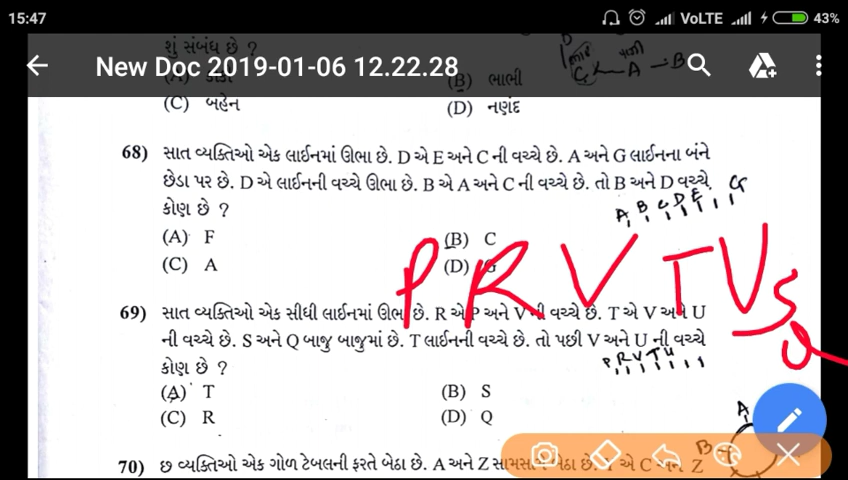 15:47 VoLTE 43%
શું સંબંધ છે ?
New Doc 2019-01-06 12.22.28
(B) ભાભી
(C) બહેન (D) નણંદ
C A B
68) સાત વ્યક્તિઓ એક લાઈનમાં ઊભા છે. D એ E અને C ની વચ્ચે છે. A અને G લાઈનના બંને
છેડા પર છે. D એ લાઈનની વચ્ચે ઊભા છે. B એ A અને C ની વચ્ચે છે. તો B અને D વચ્ચે
કોણ છે ?
A B C D E G
(A) F (B) C
(C) A (D) G
P R V T U S Q
69) સાત વ્યક્તિઓ એક સીધી લાઈનમાં ઊભા છે. R એ P અને V ની વચ્ચે છે. T એ V અને U
ની વચ્ચે છે. S અને Q બાજુ બાજુમાં છે. T લાઈનની વચ્ચે છે. તો પછી V અને U ની વચ્ચે
કોણ છે ?
P R V T U
(A) T (B) S
(C) R (D) Q
A
B
70) છ વ્યક્તિઓ એક ગોળ ટેબલની ફરતે બેઠા છે. A અને Z સામસામે બેઠા છે. Y એ C અને Z